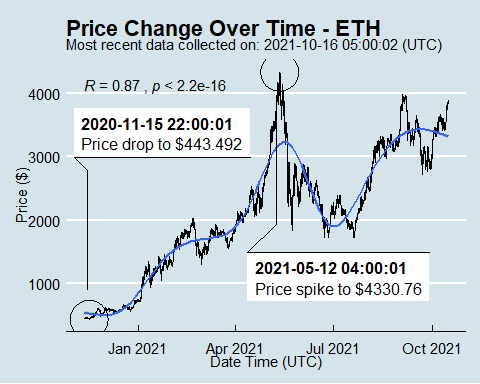 Price Change Over Time - ETH
Most recent data collected on: 2021-10-16 05:00:02 (UTC)
R = 0.87 , p < 2.2e-16
2020-11-15 22:00:01
Price drop to $443.492
2021-05-12 04:00:01
Price spike to $4330.76
Price ($)
4000
3000
2000
1000
Jan 2021 Apr 2021 Jul 2021 Oct 2021
Date Time (UTC)